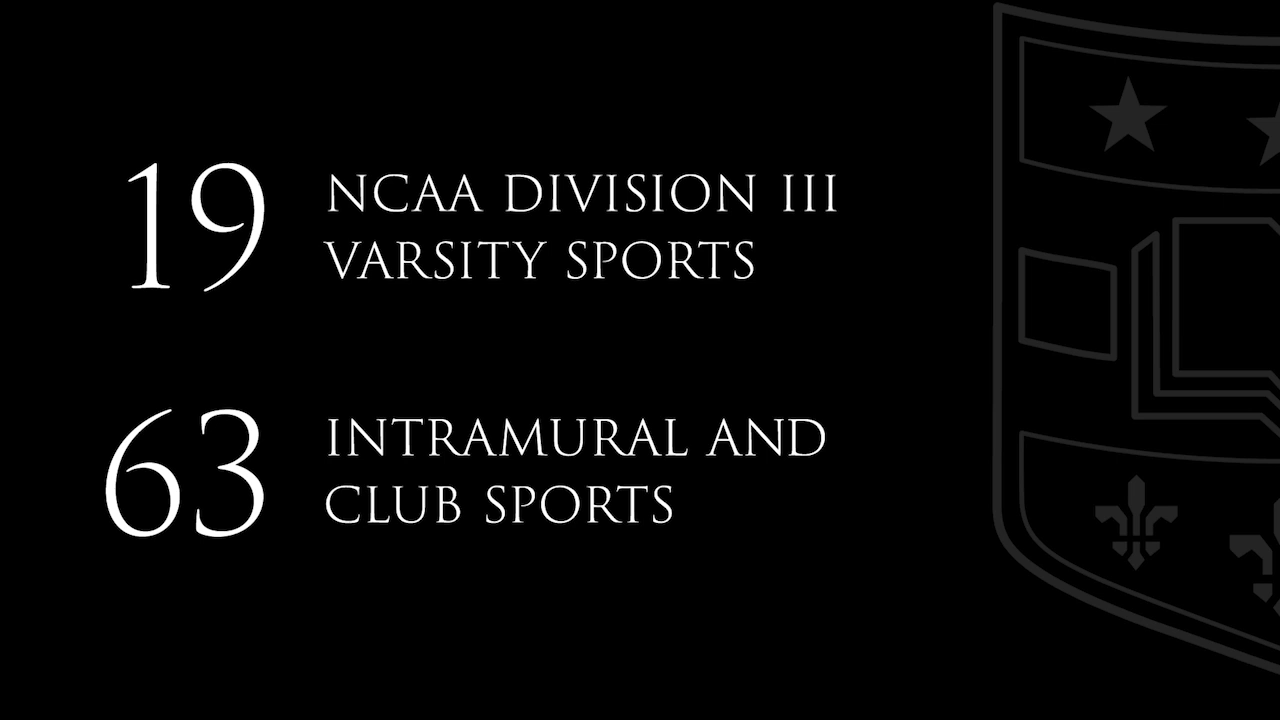 19 NCAA DIVISION III
VARSITY SPORTS
63 INTRAMURAL AND
CLUB SPORTS